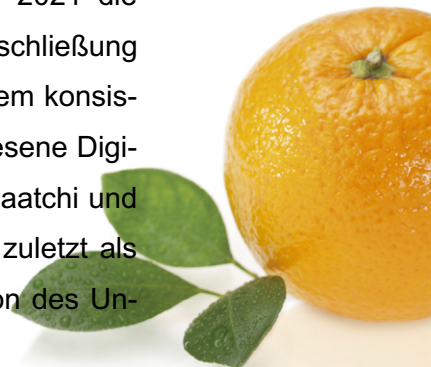 2021 die
schließung
em konsis-
esene Digi-
aatchi und
zuletzt als
on des Un-